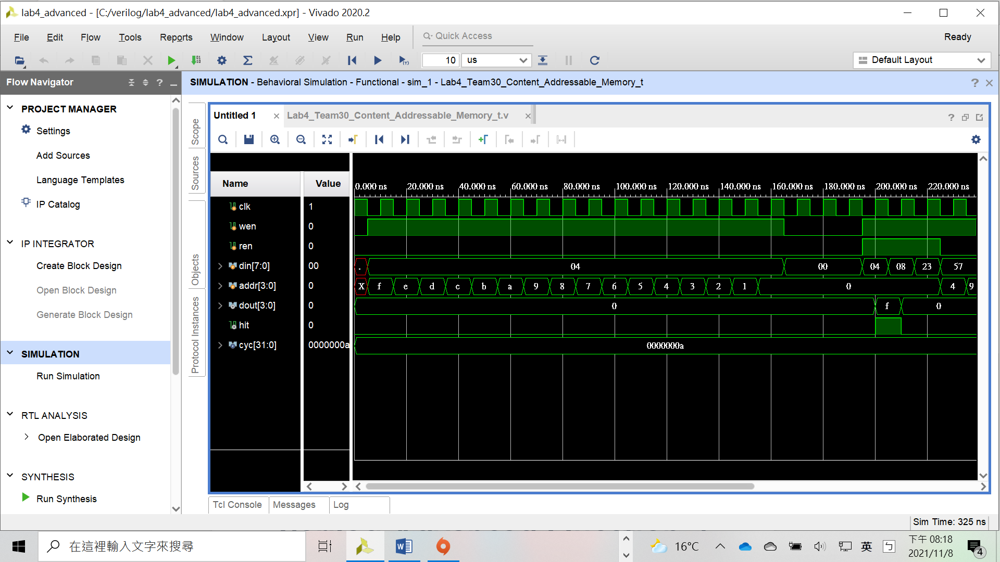 lab4_advanced - [C:/verilog/lab4_advanced/lab4_advanced.xpr] - Vivado 2020.2
File Edit Flow Tools Reports Window Layout View Run Help Quick Access Ready
10 us Default Layout
Flow Navigator
SIMULATION - Behavioral Simulation - Functional - sim_1 - Lab4_Team30_Content_Addressable_Memory_t
PROJECT MANAGER
Settings
Add Sources
Language Templates
IP Catalog
IP INTEGRATOR
Create Block Design
Open Block Design
Generate Block Design
SIMULATION
Run Simulation
RTL ANALYSIS
Open Elaborated Design
SYNTHESIS
Run Synthesis
Scope
Sources
Objects
Protocol Instances
Untitled 1 Lab4_Team30_Content_Addressable_Memory_t.v
Name Value 0.000 ns 20.000 ns 40.000 ns 60.000 ns 80.000 ns 100.000 ns 120.000 ns 140.000 ns 160.000 ns 180.000 ns 200.000 ns 220.000 ns
clk 1
wen 0
ren 0
din[7:0] 00 . 04 00 04 08 23 57
addr[3:0] 0 X f e d c b a 9 8 7 6 5 4 3 2 1 0 4 9
dout[3:0] 0 0 f 0
hit 0
cyc[31:0] 0000000a 0000000a
Tcl Console Messages Log
Sim Time: 325 ns
在這裡輸入文字來搜尋
16°C
英
ㄅ
下午 08:18
2021/11/8
4